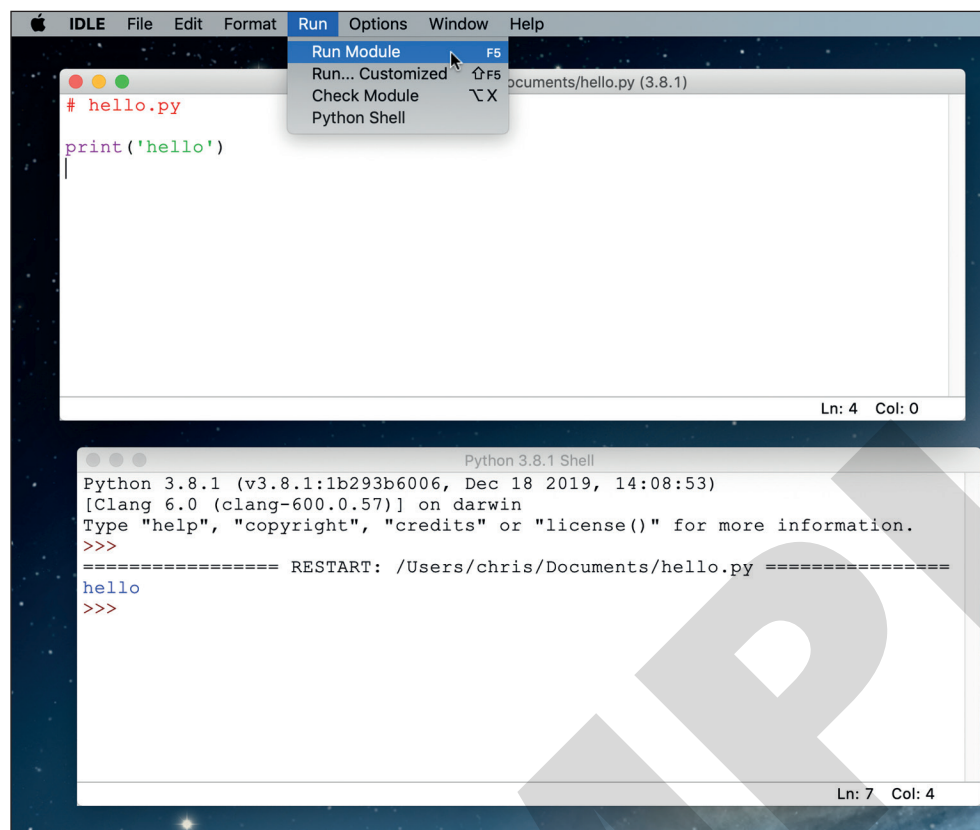 IDLE File Edit Format Run Options Window Help
Run Module F5
Run... Customized ⇧F5
Check Module ⌥X
Python Shell
ocuments/hello.py (3.8.1)
# hello.py
print('hello')
Ln: 4 Col: 0
Python 3.8.1 Shell
Python 3.8.1 (v3.8.1:1b293b6006, Dec 18 2019, 14:08:53)
[Clang 6.0 (clang-600.0.57)] on darwin
Type "help", "copyright", "credits" or "license()" for more information.
>>>
================= RESTART: /Users/chris/Documents/hello.py ================
hello
>>>
Ln: 7 Col: 4